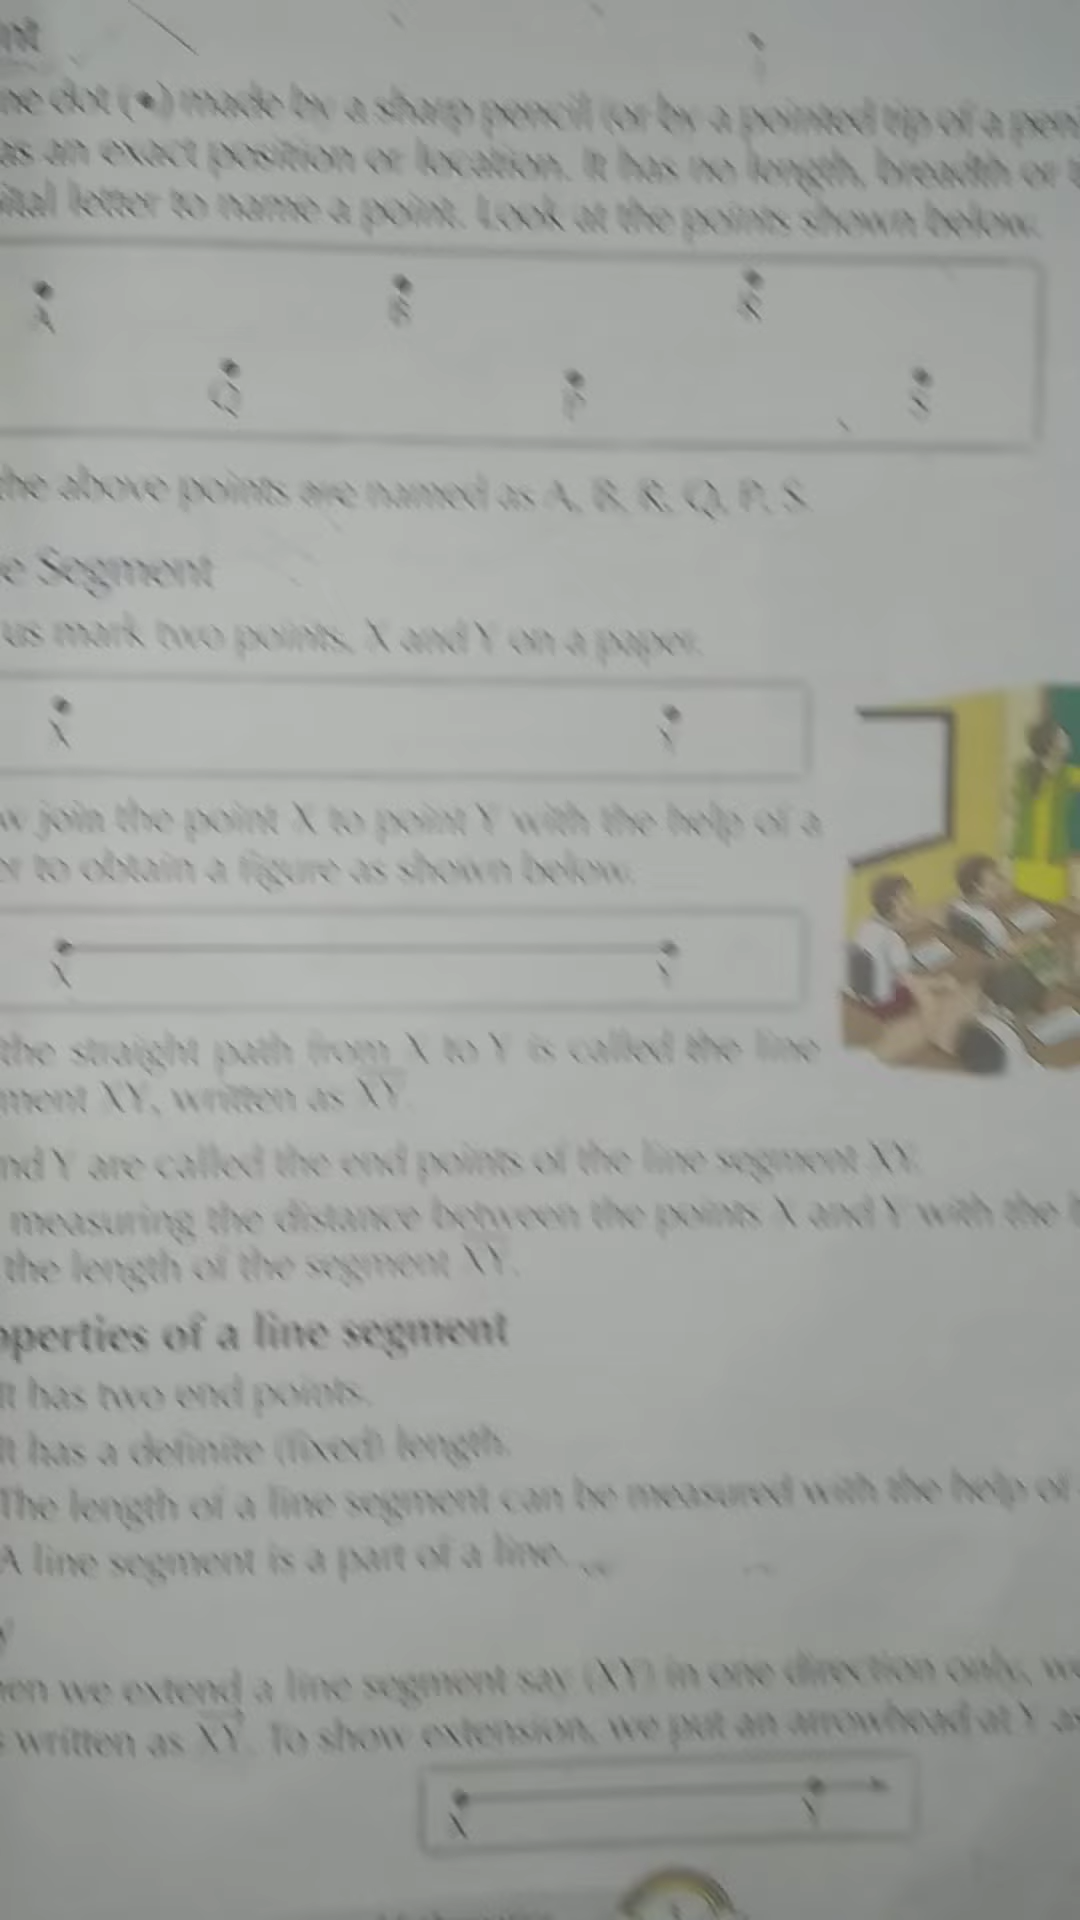 ne dot (•) made by a sharp pencil (or by a pointed tip of a pen
as an exact position or location. It has no length, breadth or
ital letter to name a point. Look at the points shown below.
A B R
Q P S
the above points are named as A, B, R, Q, P, S.
e Segment
us mark two points, X and Y on a paper.
X Y
w join the point X to point Y with the help of a
er to obtain a figure as shown below.
X Y
the straight path from X to Y is called the line
ment XY, written as XY.
nd Y are called the end points of the line segment XY.
measuring the distance between the points X and Y with the
the length of the segment XY.
operties of a line segment
It has two end points.
It has a definite (fixed) length.
The length of a line segment can be measured with the help of
A line segment is a part of a line.
y
en we extend a line segment say (XY) in one direction only, we
written as XY. To show extension, we put an arrowhead at Y as
X Y